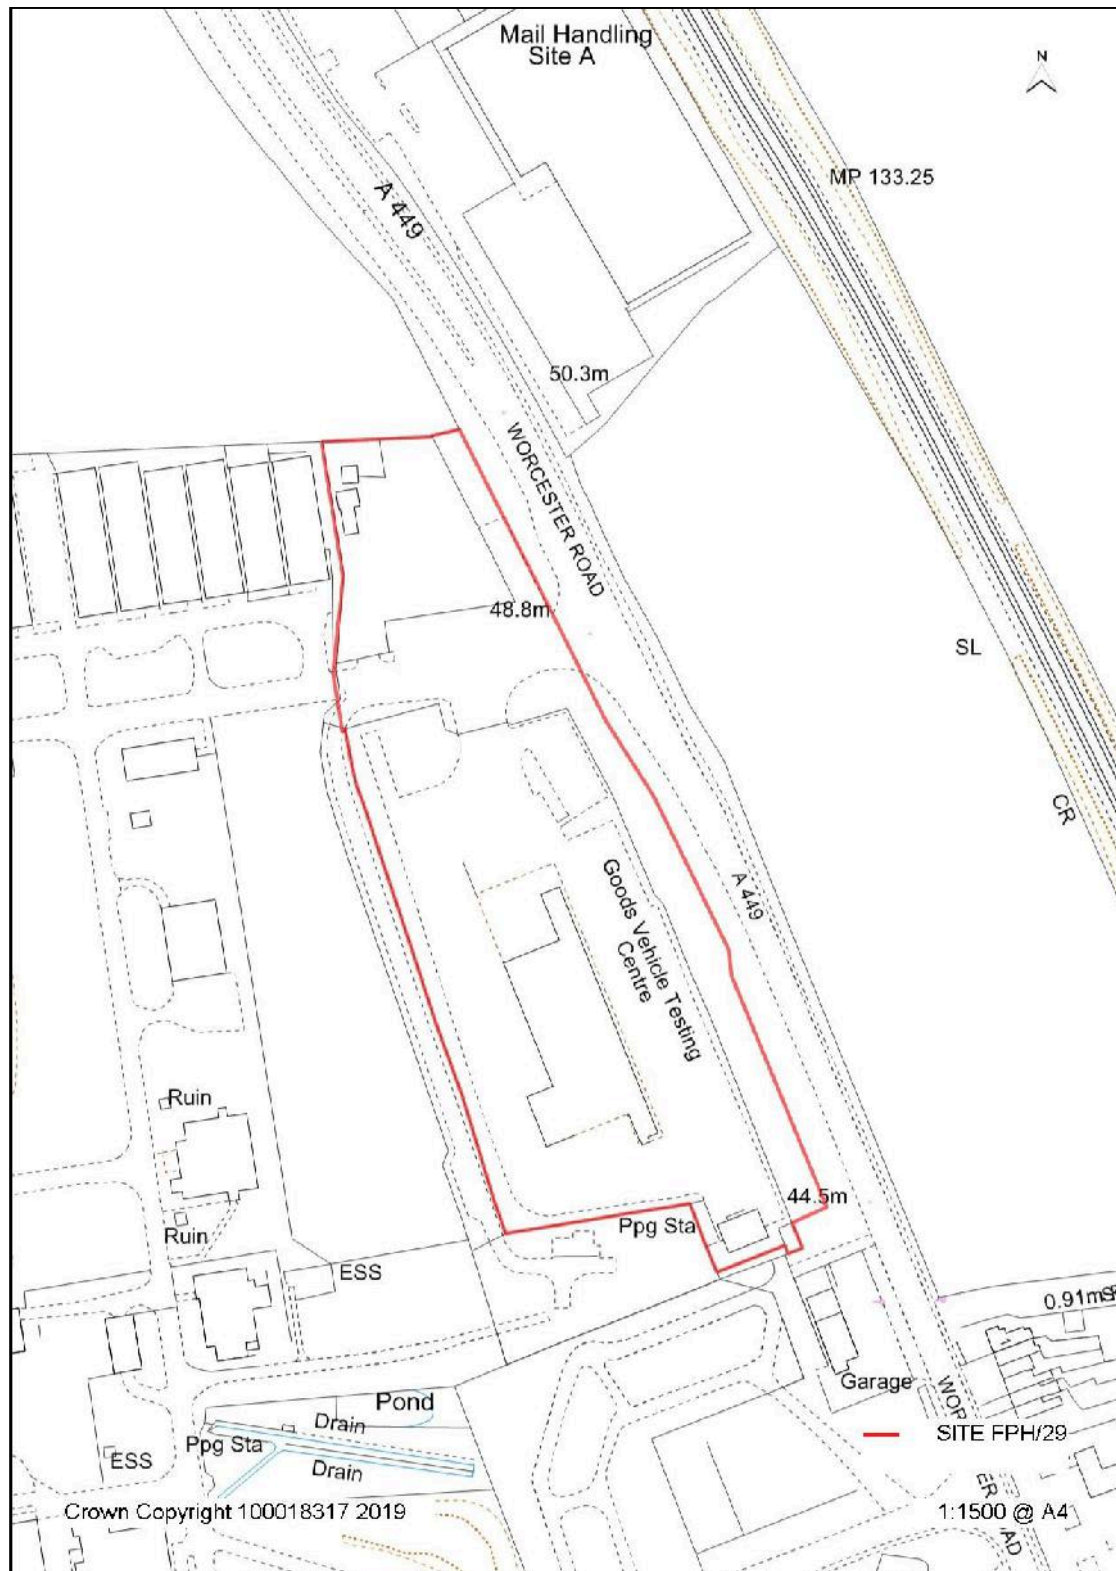 Mail Handling
Site A
N
MP 133.25
A 449
50.3m
WORCESTER ROAD
48.8m
SL
CR
A 449
Goods Vehicle Testing
Centre
Ruin
44.5m
Ppg Sta
Ruin
ESS
0.91m
Garage
Pond
Drain
Ppg Sta
ESS
Drain
SITE FPH/29
Crown Copyright 100018317 2019
1:1500 @ A4